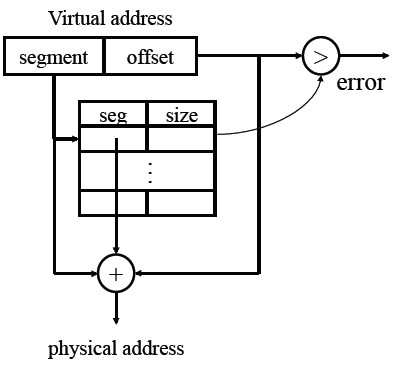 Virtual address
segment offset
>
error
seg size
+
physical address